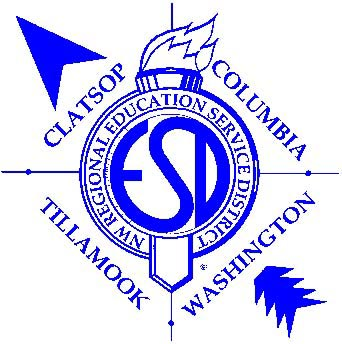 CLATSOP
COLUMBIA
NW REGIONAL EDUCATION SERVICE DISTRICT
ESD
TILLAMOOK
WASHINGTON
®